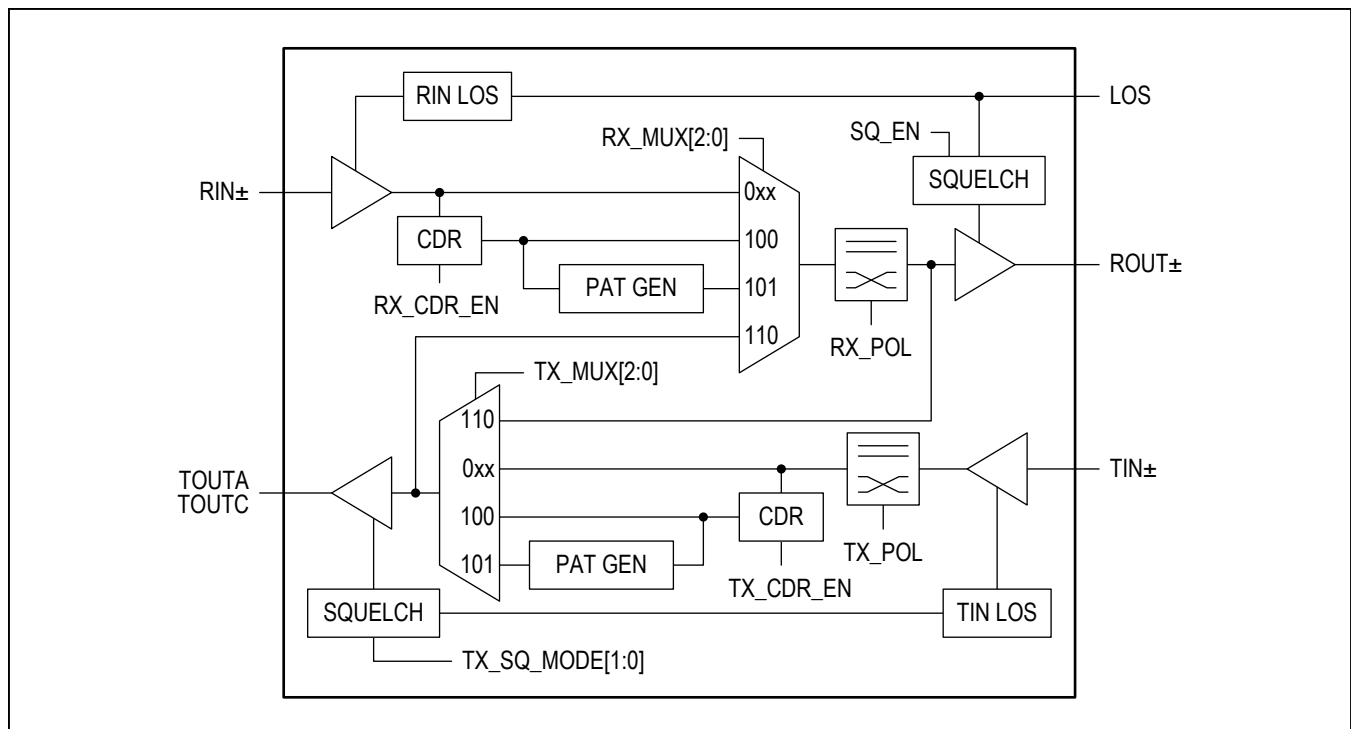 RIN LOS
LOS
RX_MUX[2:0]
SQ_EN
SQUELCH
RIN±
0xx
CDR
100
ROUT±
PAT GEN
101
RX_CDR_EN
110
RX_POL
TX_MUX[2:0]
110
TOUTA
TOUTC
0xx
TIN±
100
CDR
101
PAT GEN
TX_POL
TX_CDR_EN
SQUELCH
TIN LOS
TX_SQ_MODE[1:0]